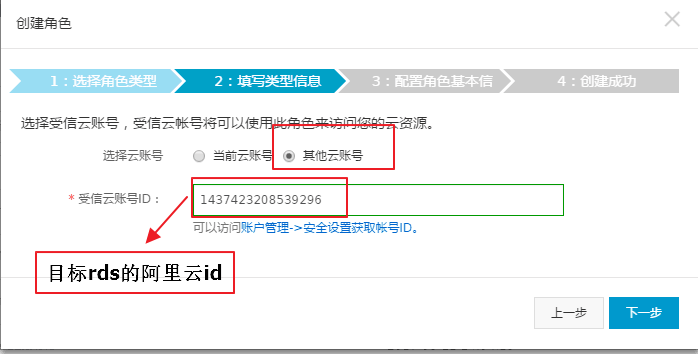 创建角色
1：选择角色类型
2：填写类型信息
3：配置角色基本信
4：创建成功
选择受信云账号，受信云帐号将可以使用此角色来访问您的云资源。
选择云账号
当前云账号
其他云账号
* 受信云账号ID：
1437423208539296
可以访问账户管理->安全设置获取帐号ID。
目标rds的阿里云id
上一步
下一步